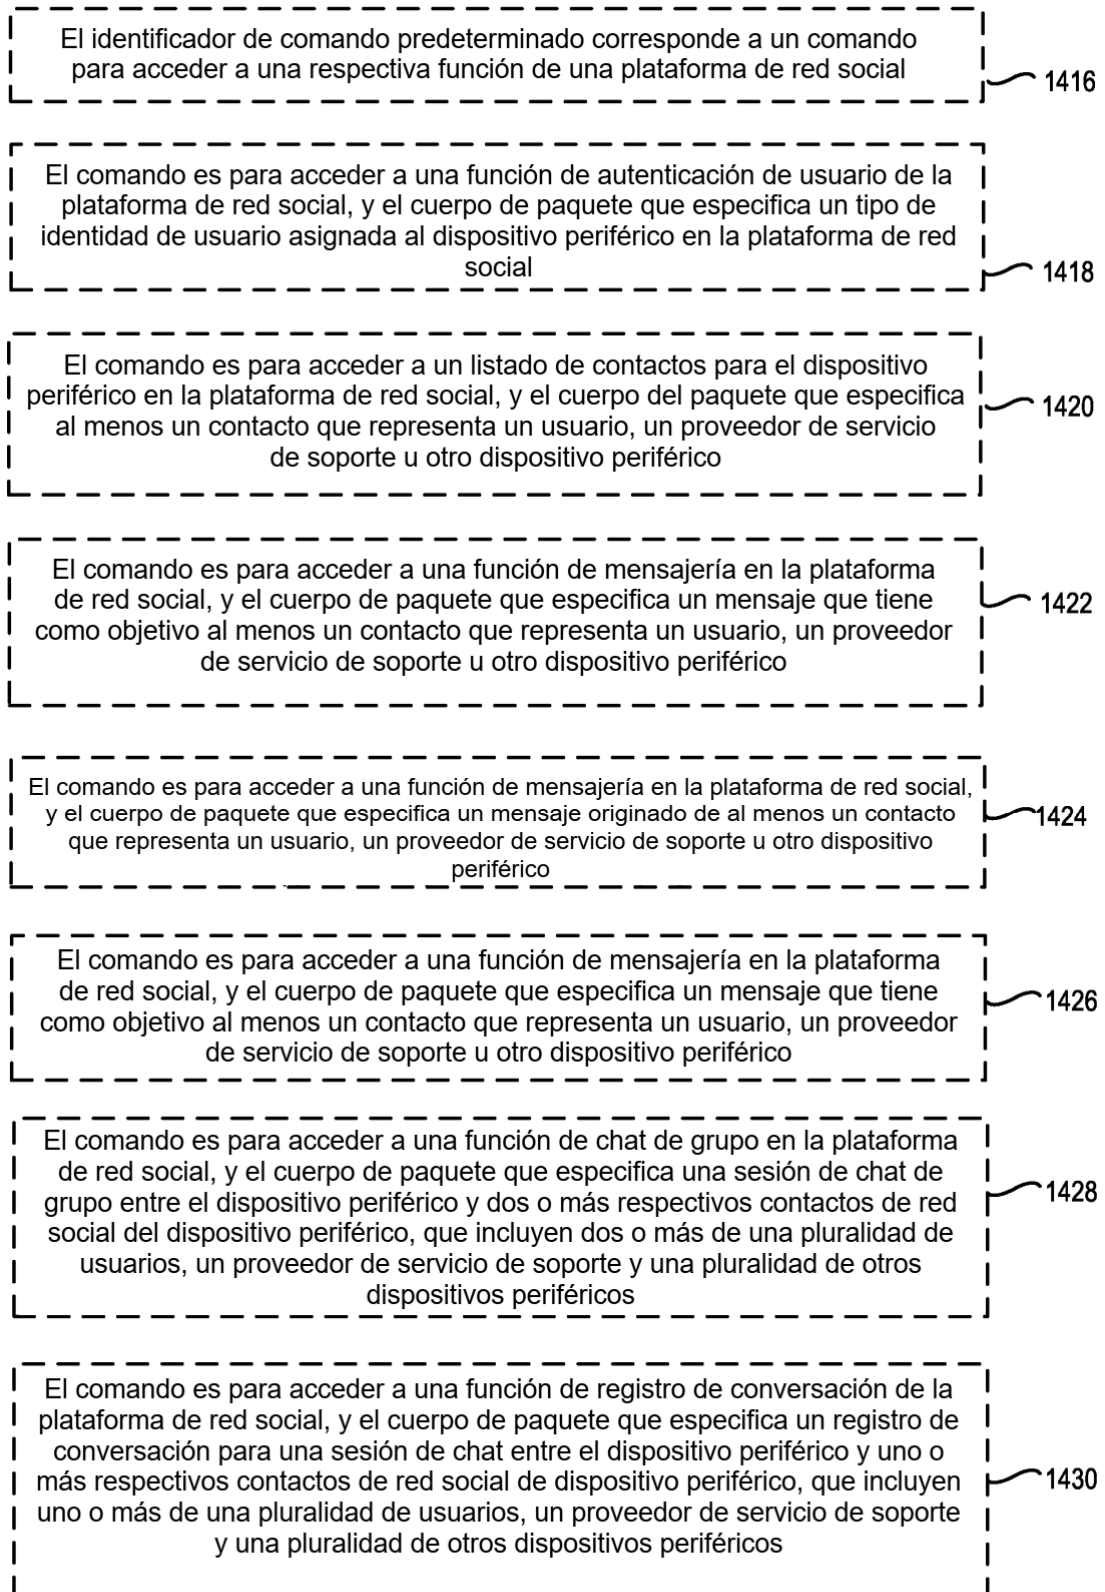 El identificador de comando predeterminado corresponde a un comando
para acceder a una respectiva función de una plataforma de red social
1416
El comando es para acceder a una función de autenticación de usuario de la
plataforma de red social, y el cuerpo de paquete que especifica un tipo de
identidad de usuario asignada al dispositivo periférico en la plataforma de red
social
1418
El comando es para acceder a un listado de contactos para el dispositivo
periférico en la plataforma de red social, y el cuerpo del paquete que especifica
al menos un contacto que representa un usuario, un proveedor de servicio
de soporte u otro dispositivo periférico
1420
El comando es para acceder a una función de mensajería en la plataforma
de red social, y el cuerpo de paquete que especifica un mensaje que tiene
como objetivo al menos un contacto que representa un usuario, un proveedor
de servicio de soporte u otro dispositivo periférico
1422
El comando es para acceder a una función de mensajería en la plataforma de red social,
y el cuerpo de paquete que especifica un mensaje originado de al menos un contacto
que representa un usuario, un proveedor de servicio de soporte u otro dispositivo
periférico
1424
El comando es para acceder a una función de mensajería en la plataforma
de red social, y el cuerpo de paquete que especifica un mensaje que tiene
como objetivo al menos un contacto que representa un usuario, un proveedor
de servicio de soporte u otro dispositivo periférico
1426
El comando es para acceder a una función de chat de grupo en la plataforma
de red social, y el cuerpo de paquete que especifica una sesión de chat de
grupo entre el dispositivo periférico y dos o más respectivos contactos de red
social del dispositivo periférico, que incluyen dos o más de una pluralidad de
usuarios, un proveedor de servicio de soporte y una pluralidad de otros
dispositivos periféricos
1428
El comando es para acceder a una función de registro de conversación de la
plataforma de red social, y el cuerpo de paquete que especifica un registro de
conversación para una sesión de chat entre el dispositivo periférico y uno o
más respectivos contactos de red social de dispositivo periférico, que incluyen
uno o más de una pluralidad de usuarios, un proveedor de servicio de soporte
y una pluralidad de otros dispositivos periféricos
1430